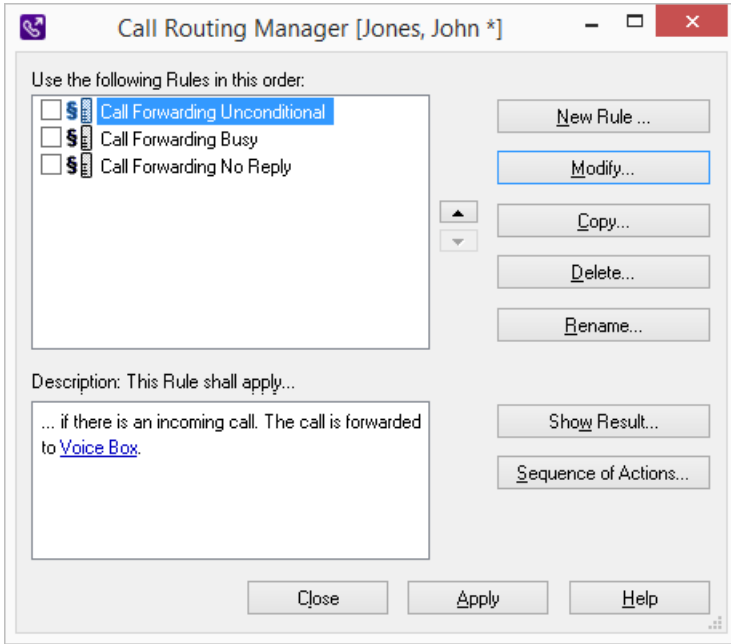 Call Routing Manager [Jones, John *]
Use the following Rules in this order:
Call Forwarding Unconditional
Call Forwarding Busy
Call Forwarding No Reply
New Rule ...
Modify...
Copy...
Delete...
Rename...
Description: This Rule shall apply...
... if there is an incoming call. The call is forwarded
to Voice Box.
Show Result...
Sequence of Actions...
Close
Apply
Help